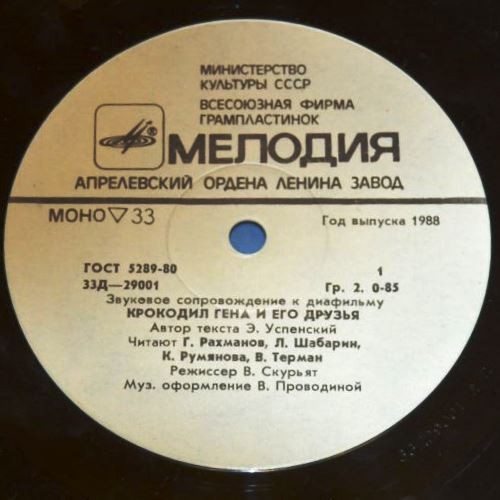 МИНИСТЕРСТВО
КУЛЬТУРЫ СССР
ВСЕСОЮЗНАЯ ФИРМА
ГРАМПЛАСТИНОК
® МЕЛОДИЯ
АПРЕЛЕВСКИЙ ОРДЕНА ЛЕНИНА ЗАВОД
МОНО ▽ 33
Год выпуска 1988
ГОСТ 5289-80 1
33Д—29001 Гр. 2. 0-85
Звуковое сопровождение к диафильму
КРОКОДИЛ ГЕНА И ЕГО ДРУЗЬЯ
Автор текста Э. Успенский
Читают Г. Рахманов, Л. Шабарин,
К. Румянова, В. Терман
Режиссер В. Скурьят
Муз. оформление В. Проводиной